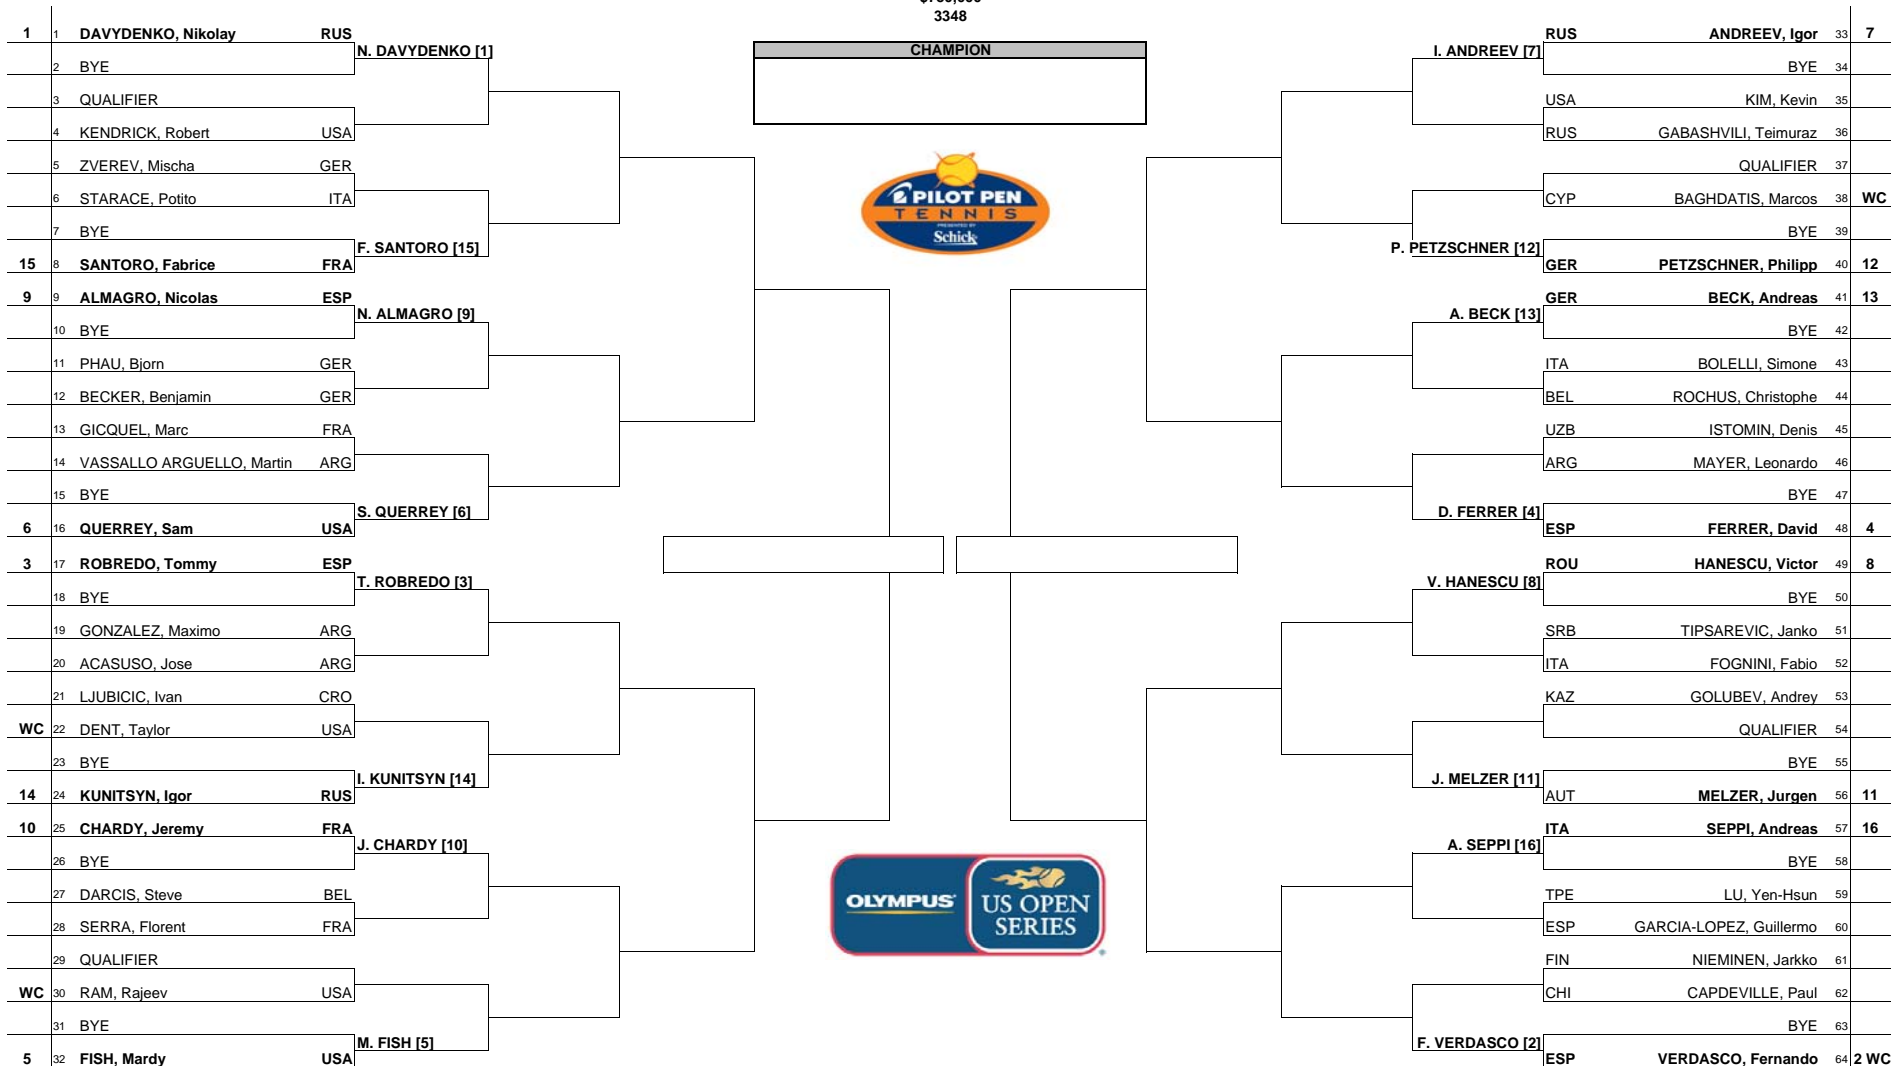 3348
CHAMPION
1 1 DAVYDENKO, Nikolay RUS
N. DAVYDENKO [1]
2 BYE
3 QUALIFIER
4 KENDRICK, Robert USA
5 ZVEREV, Mischa GER
6 STARACE, Potito ITA
7 BYE
F. SANTORO [15]
15 8 SANTORO, Fabrice FRA
9 9 ALMAGRO, Nicolas ESP
N. ALMAGRO [9]
10 BYE
11 PHAU, Bjorn GER
12 BECKER, Benjamin GER
13 GICQUEL, Marc FRA
14 VASSALLO ARGUELLO, Martin ARG
15 BYE
S. QUERREY [6]
6 16 QUERREY, Sam USA
3 17 ROBREDO, Tommy ESP
T. ROBREDO [3]
18 BYE
19 GONZALEZ, Maximo ARG
20 ACASUSO, Jose ARG
21 LJUBICIC, Ivan CRO
WC 22 DENT, Taylor USA
23 BYE
I. KUNITSYN [14]
14 24 KUNITSYN, Igor RUS
10 25 CHARDY, Jeremy FRA
J. CHARDY [10]
26 BYE
27 DARCIS, Steve BEL
28 SERRA, Florent FRA
29 QUALIFIER
WC 30 RAM, Rajeev USA
31 BYE
M. FISH [5]
5 32 FISH, Mardy USA
PILOT PEN
TENNIS
PRESENTED BY
Schick
OLYMPUS
US OPEN
SERIES
RUS ANDREEV, Igor 33 7
I. ANDREEV [7]
BYE 34
USA KIM, Kevin 35
RUS GABASHVILI, Teimuraz 36
QUALIFIER 37
CYP BAGHDATIS, Marcos 38 WC
BYE 39
P. PETZSCHNER [12]
GER PETZSCHNER, Philipp 40 12
GER BECK, Andreas 41 13
A. BECK [13]
BYE 42
ITA BOLELLI, Simone 43
BEL ROCHUS, Christophe 44
UZB ISTOMIN, Denis 45
ARG MAYER, Leonardo 46
BYE 47
D. FERRER [4]
ESP FERRER, David 48 4
ROU HANESCU, Victor 49 8
V. HANESCU [8]
BYE 50
SRB TIPSAREVIC, Janko 51
ITA FOGNINI, Fabio 52
KAZ GOLUBEV, Andrey 53
QUALIFIER 54
BYE 55
J. MELZER [11]
AUT MELZER, Jurgen 56 11
ITA SEPPI, Andreas 57 16
A. SEPPI [16]
BYE 58
TPE LU, Yen-Hsun 59
ESP GARCIA-LOPEZ, Guillermo 60
FIN NIEMINEN, Jarkko 61
CHI CAPDEVILLE, Paul 62
BYE 63
F. VERDASCO [2]
ESP VERDASCO, Fernando 64 2 WC